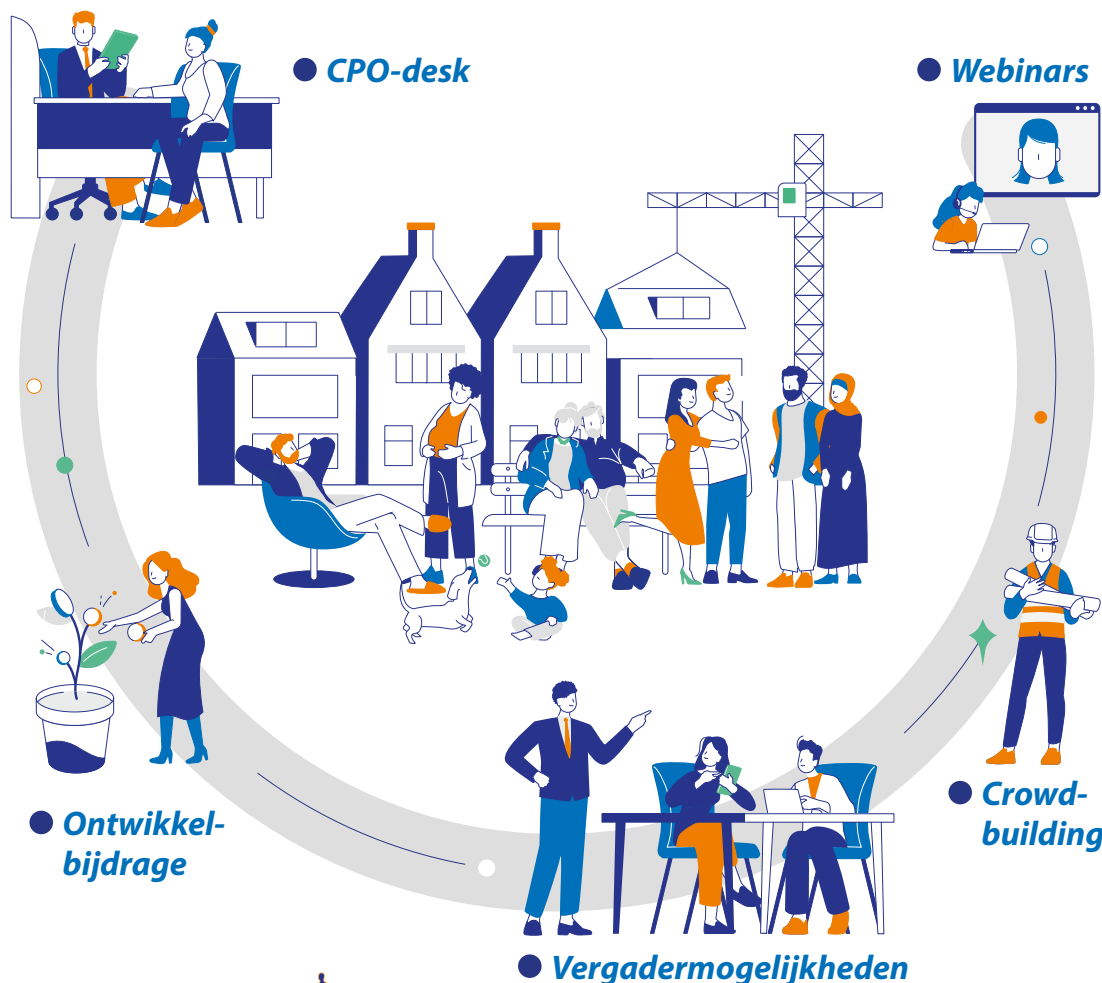 CPO-desk
Webinars
Ontwikkel-
bijdrage
Crowd-
building
Vergadermogelijkheden